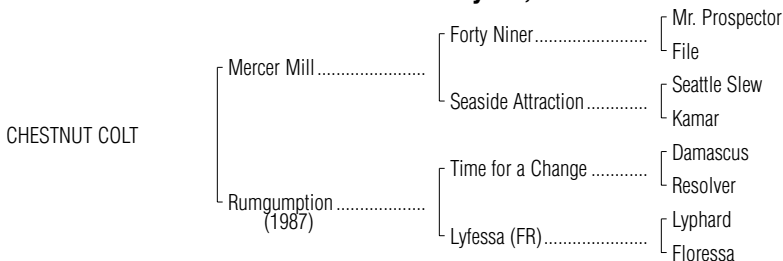 Mr. Prospector
Forty Niner........................
File
Mercer Mill.......................
Seattle Slew
Seaside Attraction.............
Kamar
CHESTNUT COLT
Damascus
Time for a Change............
Resolver
Rumgumption...................
(1987)
Lyphard
Lyfessa (FR)......................
Floressa